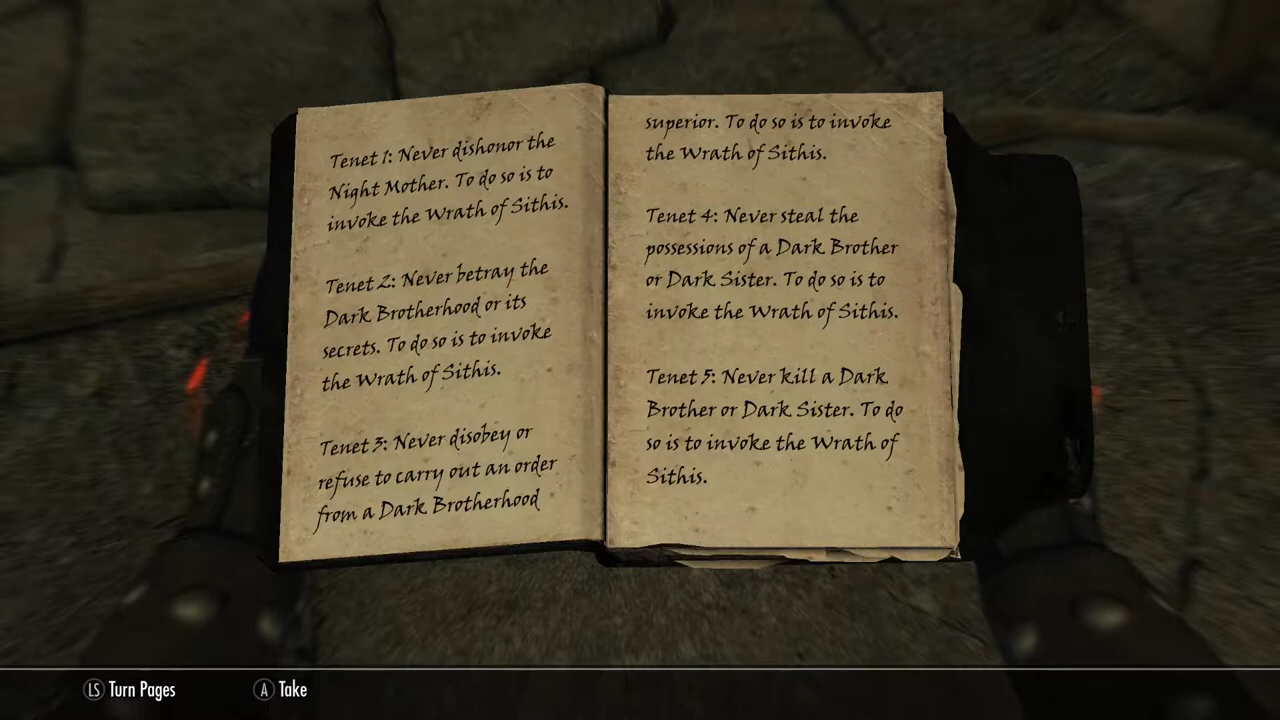 Tenet 1: Never dishonor the
Night Mother. To do so is to
invoke the Wrath of Sithis.
Tenet 2: Never betray the
Dark Brotherhood or its
secrets. To do so is to invoke
the Wrath of Sithis.
Tenet 3: Never disobey or
refuse to carry out an order
from a Dark Brotherhood
superior. To do so is to invoke
the Wrath of Sithis.
Tenet 4: Never steal the
possessions of a Dark Brother
or Dark Sister. To do so is to
invoke the Wrath of Sithis.
Tenet 5: Never kill a Dark
Brother or Dark Sister. To do
so is to invoke the Wrath of
Sithis.
LS Turn Pages A Take